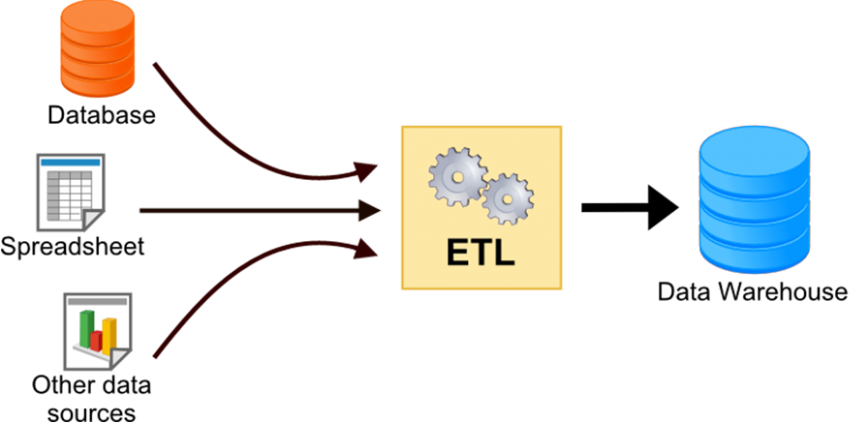 Database
Spreadsheet
Other data
sources
ETL
Data Warehouse